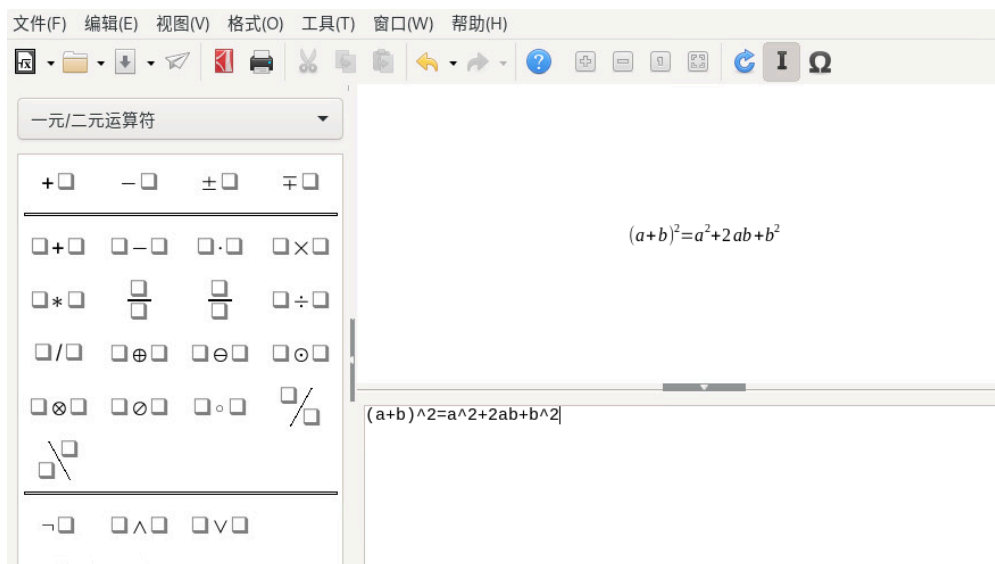 文件(F) 编辑(E) 视图(V) 格式(O) 工具(T) 窗口(W) 帮助(H)
√x ¶ ? I Ω
一元/二元运算符
+□ −□ ±□ ∓□
□+□ □−□ □·□ □×□
□∗□ □/□ □/□ □÷□
□/□ □⊕□ □⊖□ □⊙□
□⊗□ □⊘□ □∘□ □/□
□\□
¬□ □∧□ □∨□
(a+b)²=a²+2ab+b²
(a+b)^2=a^2+2ab+b^2